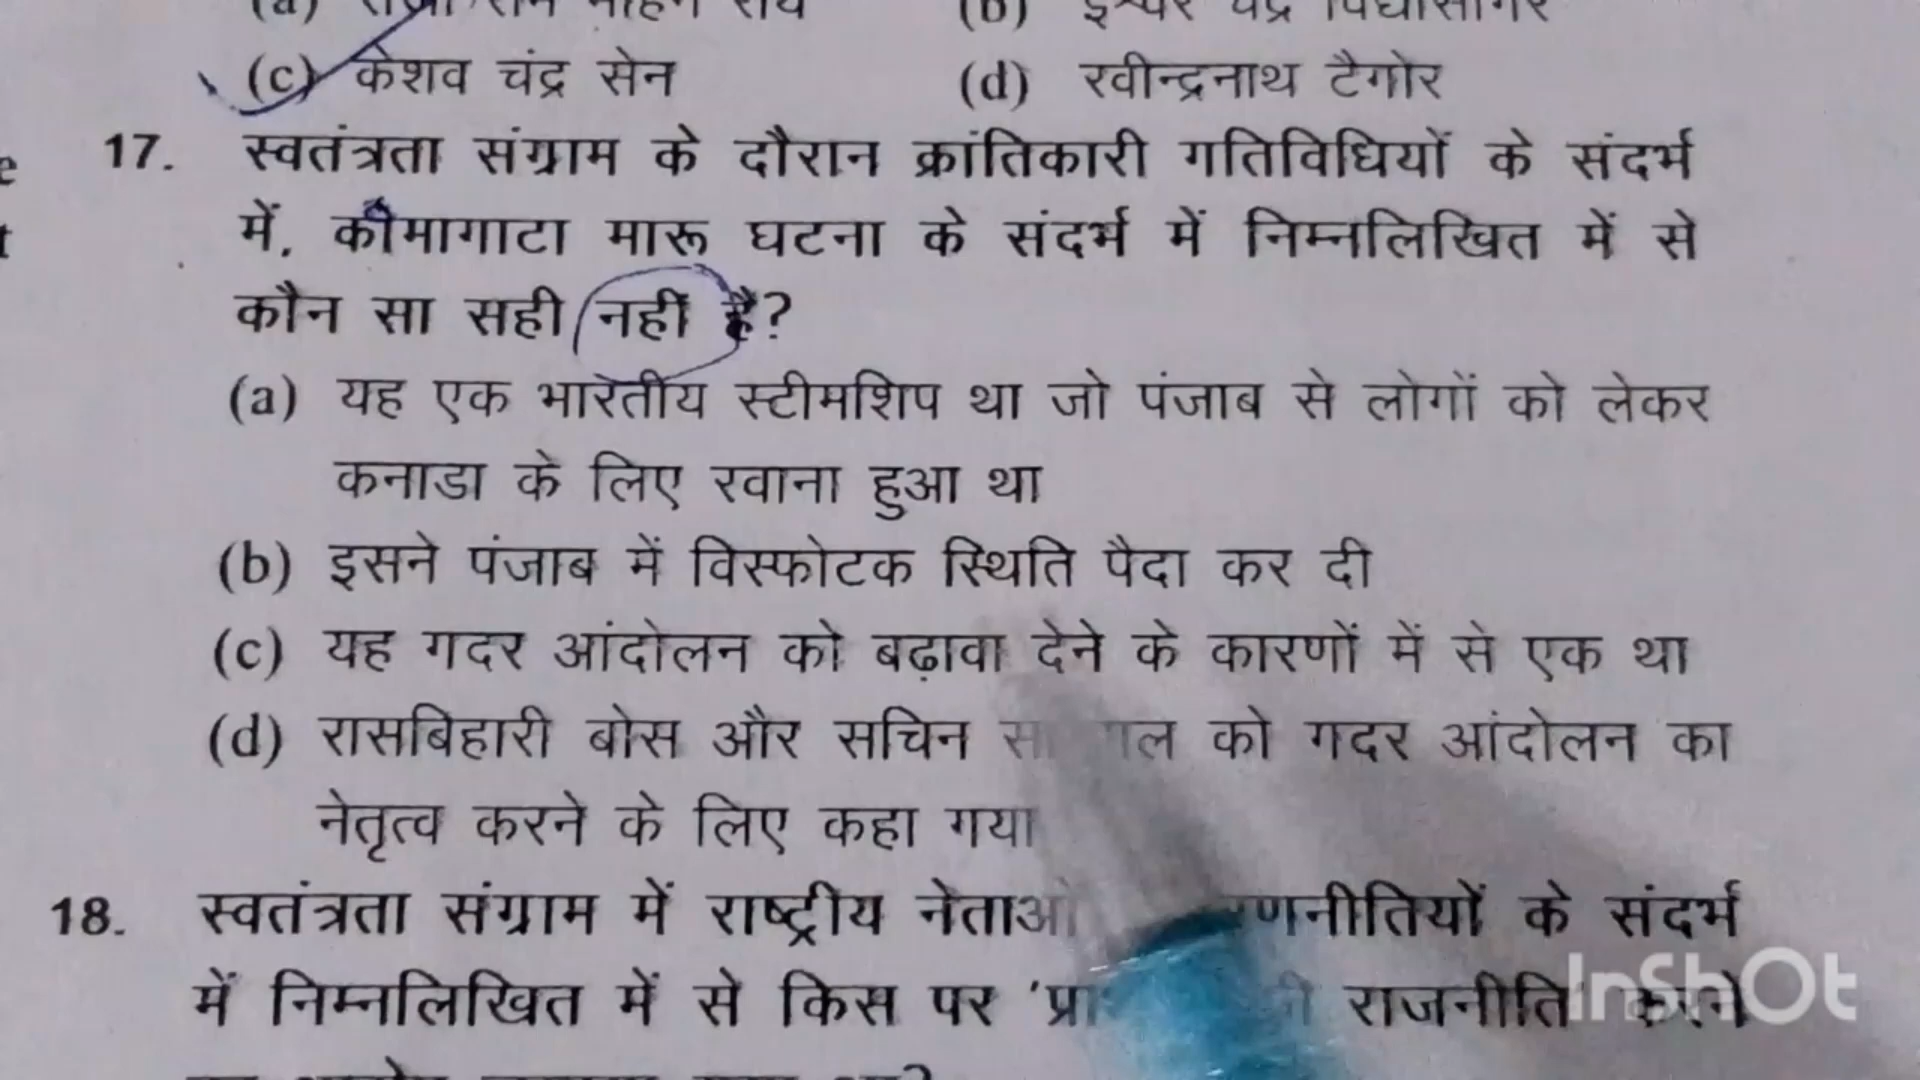 (c) केशव चंद्र सेन (d) रवीन्द्रनाथ टैगोर
17. स्वतंत्रता संग्राम के दौरान क्रांतिकारी गतिविधियों के संदर्भ
में, कोमागाटा मारू घटना के संदर्भ में निम्नलिखित में से
कौन सा सही नहीं है?
(a) यह एक भारतीय स्टीमशिप था जो पंजाब से लोगों को लेकर
कनाडा के लिए रवाना हुआ था
(b) इसने पंजाब में विस्फोटक स्थिति पैदा कर दी
(c) यह गदर आंदोलन को बढ़ावा देने के कारणों में से एक था
(d) रासबिहारी बोस और सचिन को गदर आंदोलन का
नेतृत्व करने के लिए कहा गया
18. स्वतंत्रता संग्राम में राष्ट्रीय के संदर्भ
में निम्नलिखित में से किस पर राजनीति करने
InShOt